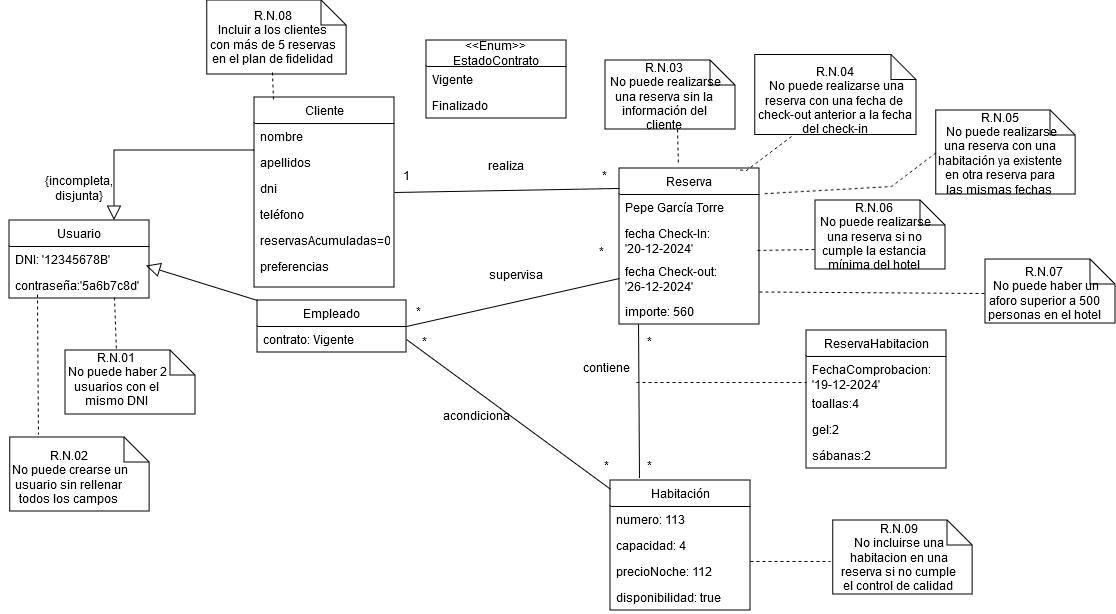 R.N.08
Incluir a los clientes
con más de 5 reservas
en el plan de fidelidad
<<Enum>>
EstadoContrato
Vigente
Finalizado
R.N.03
No puede realizarse
una reserva sin la
información del
cliente
R.N.04
No puede realizarse una
reserva con una fecha de
check-out anterior a la fecha
del check-in
R.N.05
No puede realizarse
una reserva con una
habitación ya existente
en otra reserva para
las mismas fechas
Cliente
nombre
apellidos
dni
teléfono
reservasAcumuladas=0
preferencias
1
realiza
*
{incompleta,
disjunta}
Usuario
DNI: '12345678B'
contraseña:'5a6b7c8d'
Reserva
Pepe García Torre
fecha Check-In:
'20-12-2024'
fecha Check-out:
'26-12-2024'
importe: 560
R.N.06
No puede realizarse
una reserva si no
cumple la estancia
mínima del hotel
R.N.07
No puede haber un
aforo superior a 500
personas en el hotel
*
supervisa
*
Empleado
contrato: Vigente
*
*
contiene
ReservaHabitacion
FechaComprobacion:
'19-12-2024'
toallas:4
gel:2
sábanas:2
R.N.01
No puede haber 2
usuarios con el
mismo DNI
acondiciona
R.N.02
No puede crearse un
usuario sin rellenar
todos los campos
*
*
Habitación
numero: 113
capacidad: 4
precioNoche: 112
disponibilidad: true
R.N.09
No incluirse una
habitacion en una
reserva si no cumple
el control de calidad